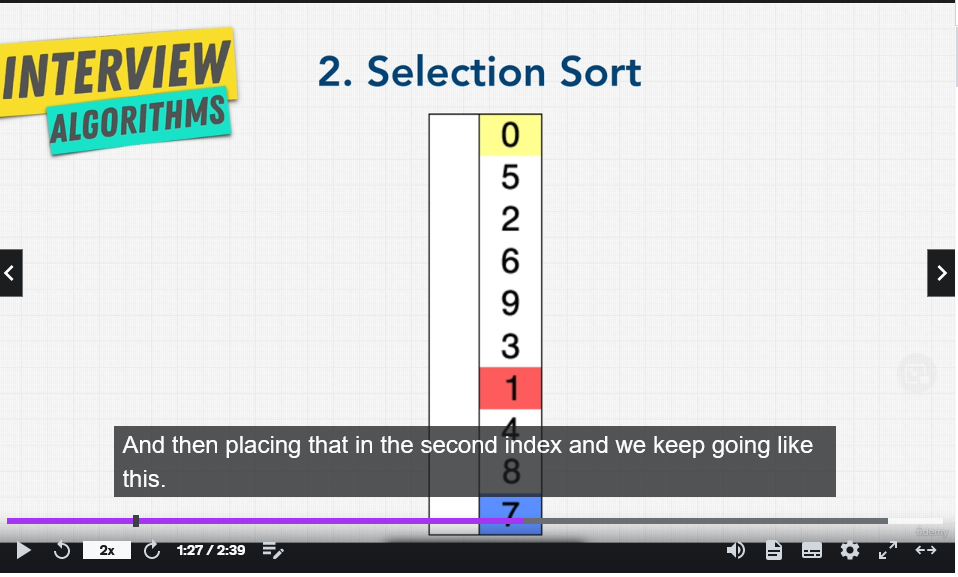 INTERVIEW
ALGORITHMS
2. Selection Sort
0
5
2
6
9
3
1
4
8
7
And then placing that in the second index and we keep going like
this.
2x
1:27 / 2:39
Udemy